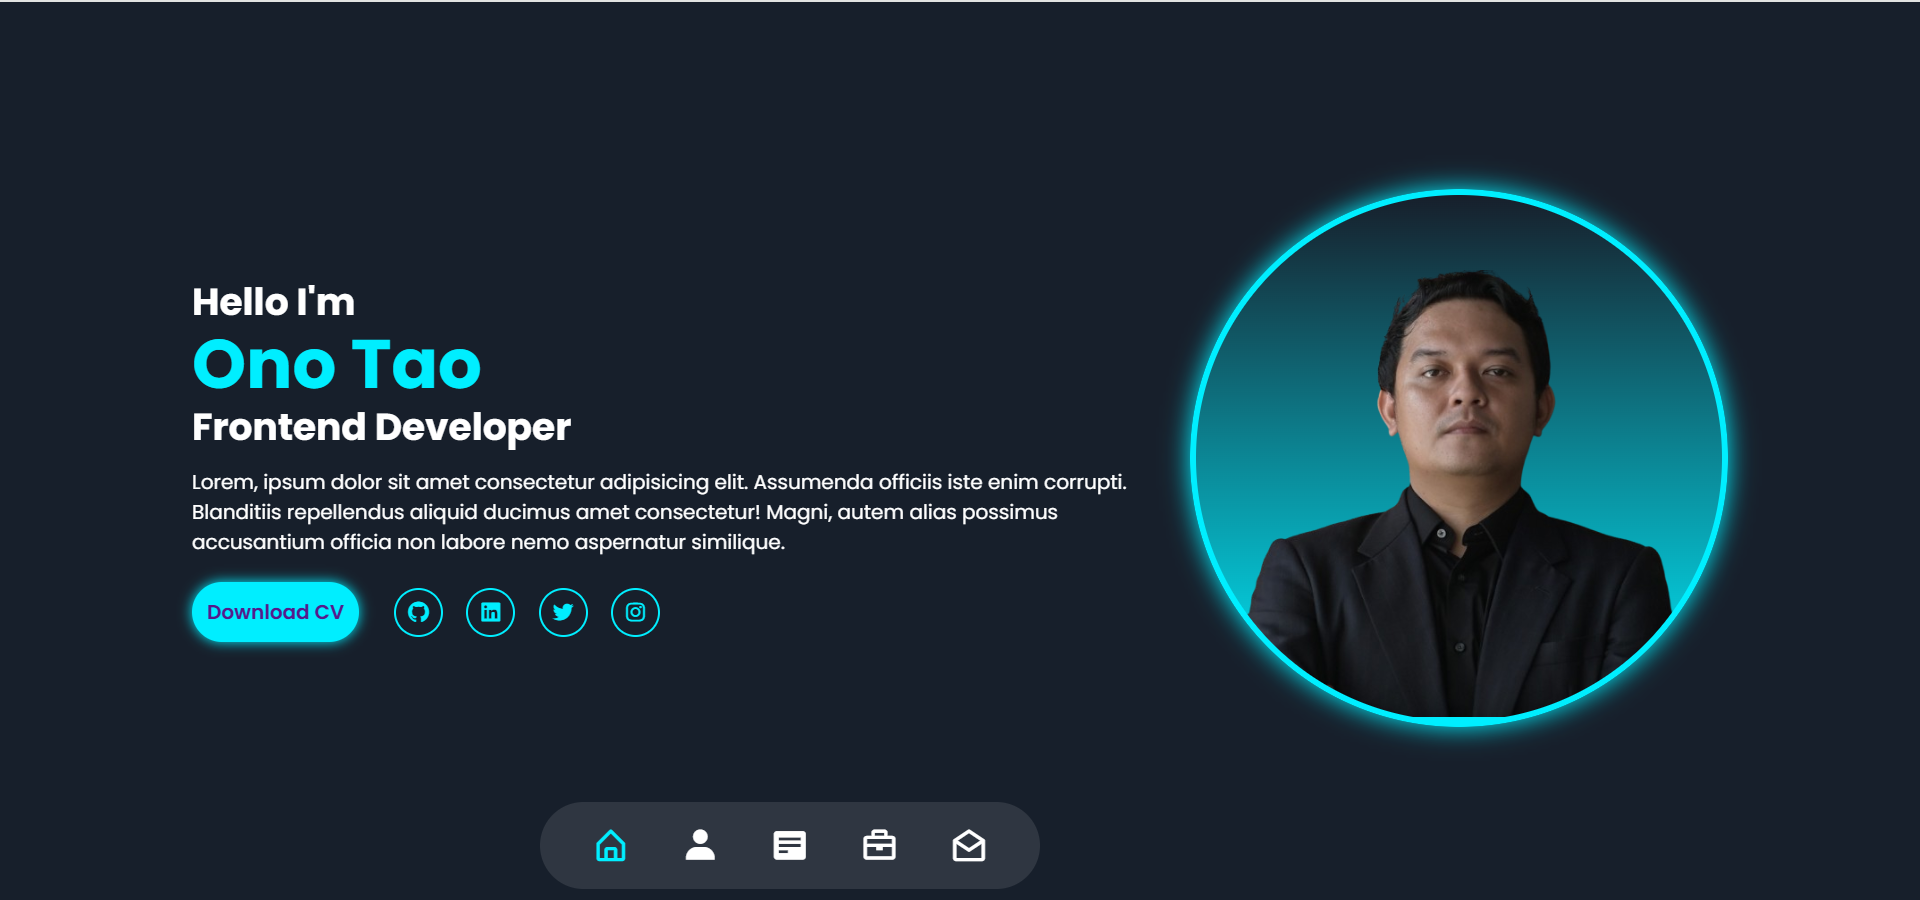 Hello I'm
Ono Tao
Frontend Developer
Lorem, ipsum dolor sit amet consectetur adipisicing elit. Assumenda officiis iste enim corrupti.
Blanditiis repellendus aliquid ducimus amet consectetur! Magni, autem alias possimus
accusantium officia non labore nemo aspernatur similique.
Download CV